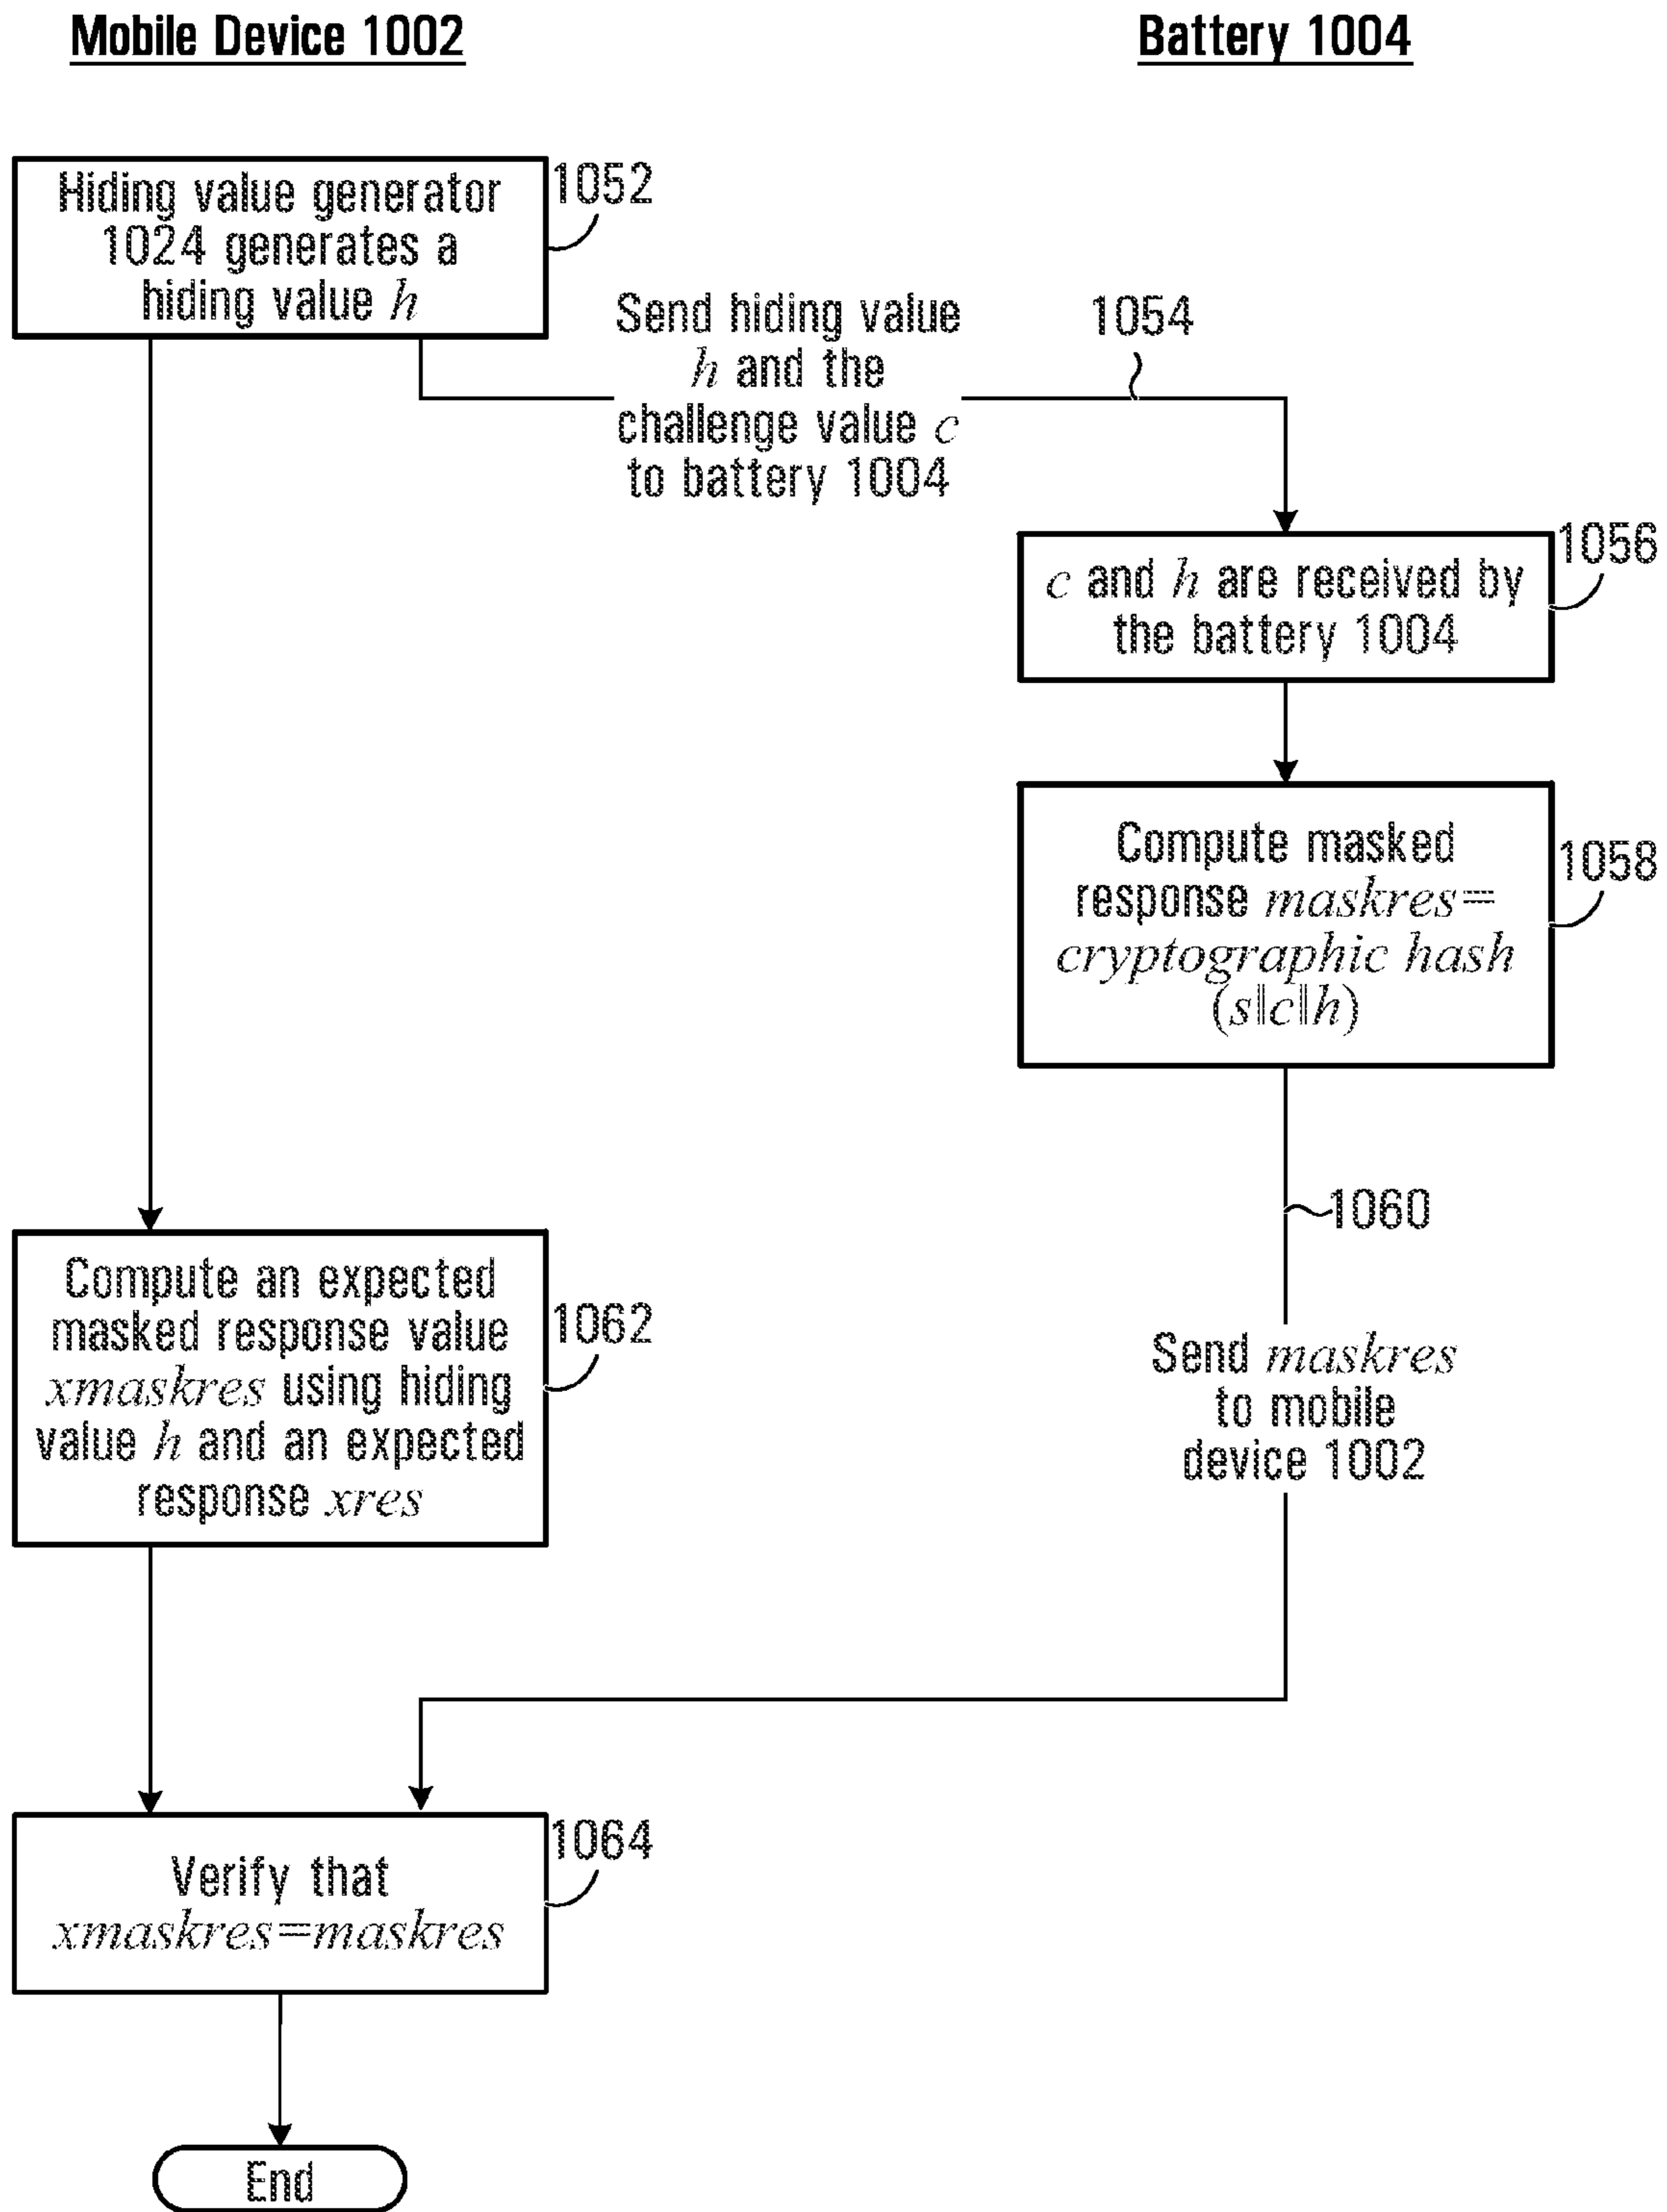 Mobile Device 1002
Battery 1004
Hiding value generator
1024 generates a
hiding value h
1052
Send hiding value
h and the
challenge value c
to battery 1004
1054
c and h are received by
the battery 1004
1056
Compute masked
response maskres=
cryptographic hash
(s||c||h)
1058
1060
Compute an expected
masked response value
xmaskres using hiding
value h and an expected
response xres
1062
Send maskres
to mobile
device 1002
Verify that
xmaskres=maskres
1064
End